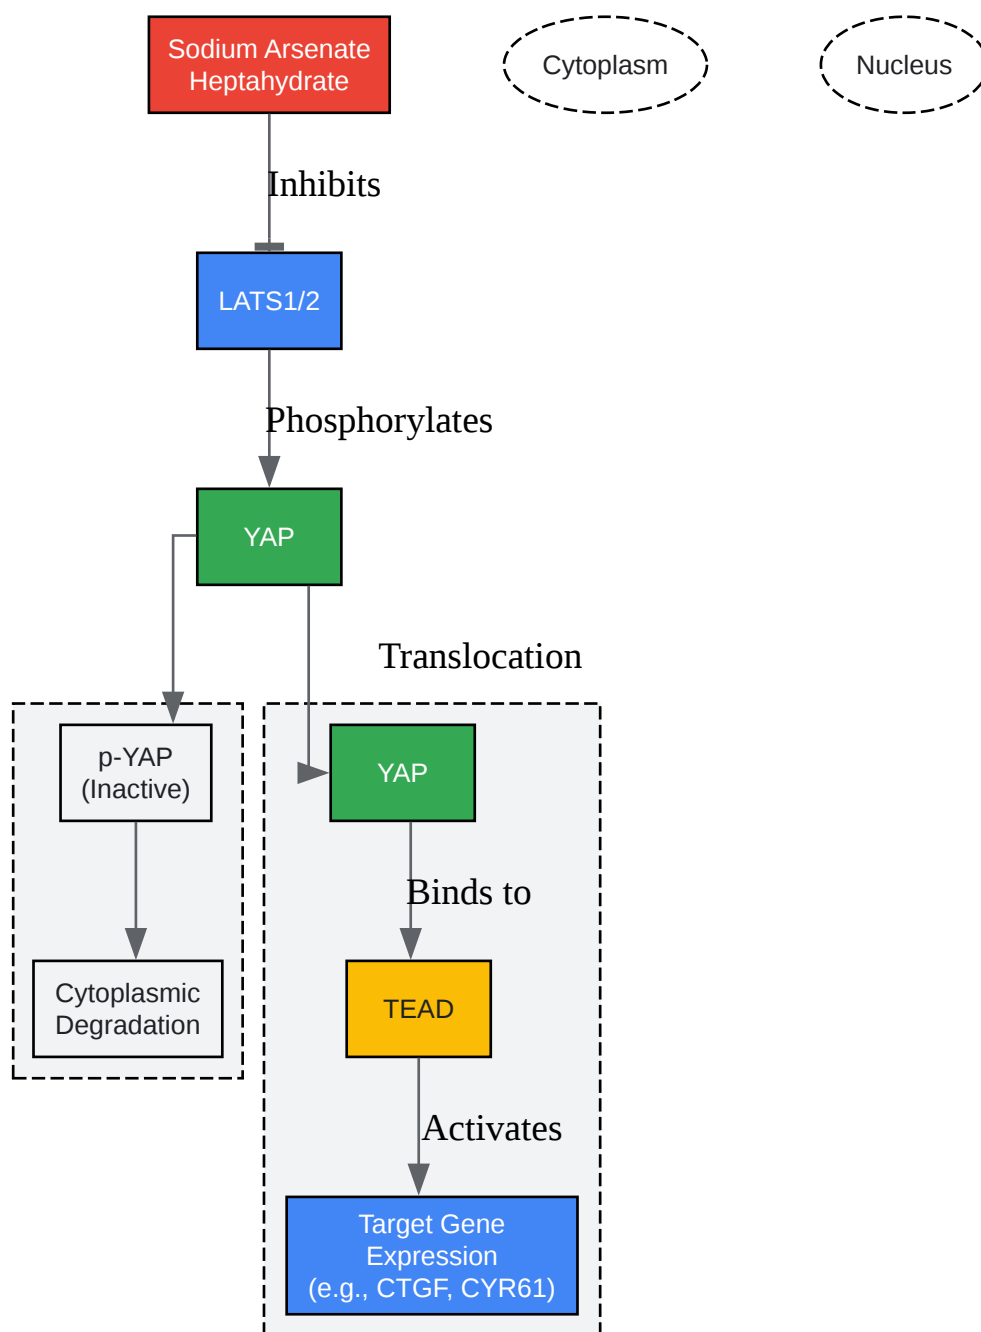 Sodium Arsenate
Heptahydrate
Cytoplasm
Nucleus
Inhibits
LATS1/2
Phosphorylates
YAP
Translocation
p-YAP
(Inactive)
YAP
Binds to
Cytoplasmic
Degradation
TEAD
Activates
Target Gene
Expression
(e.g., CTGF, CYR61)